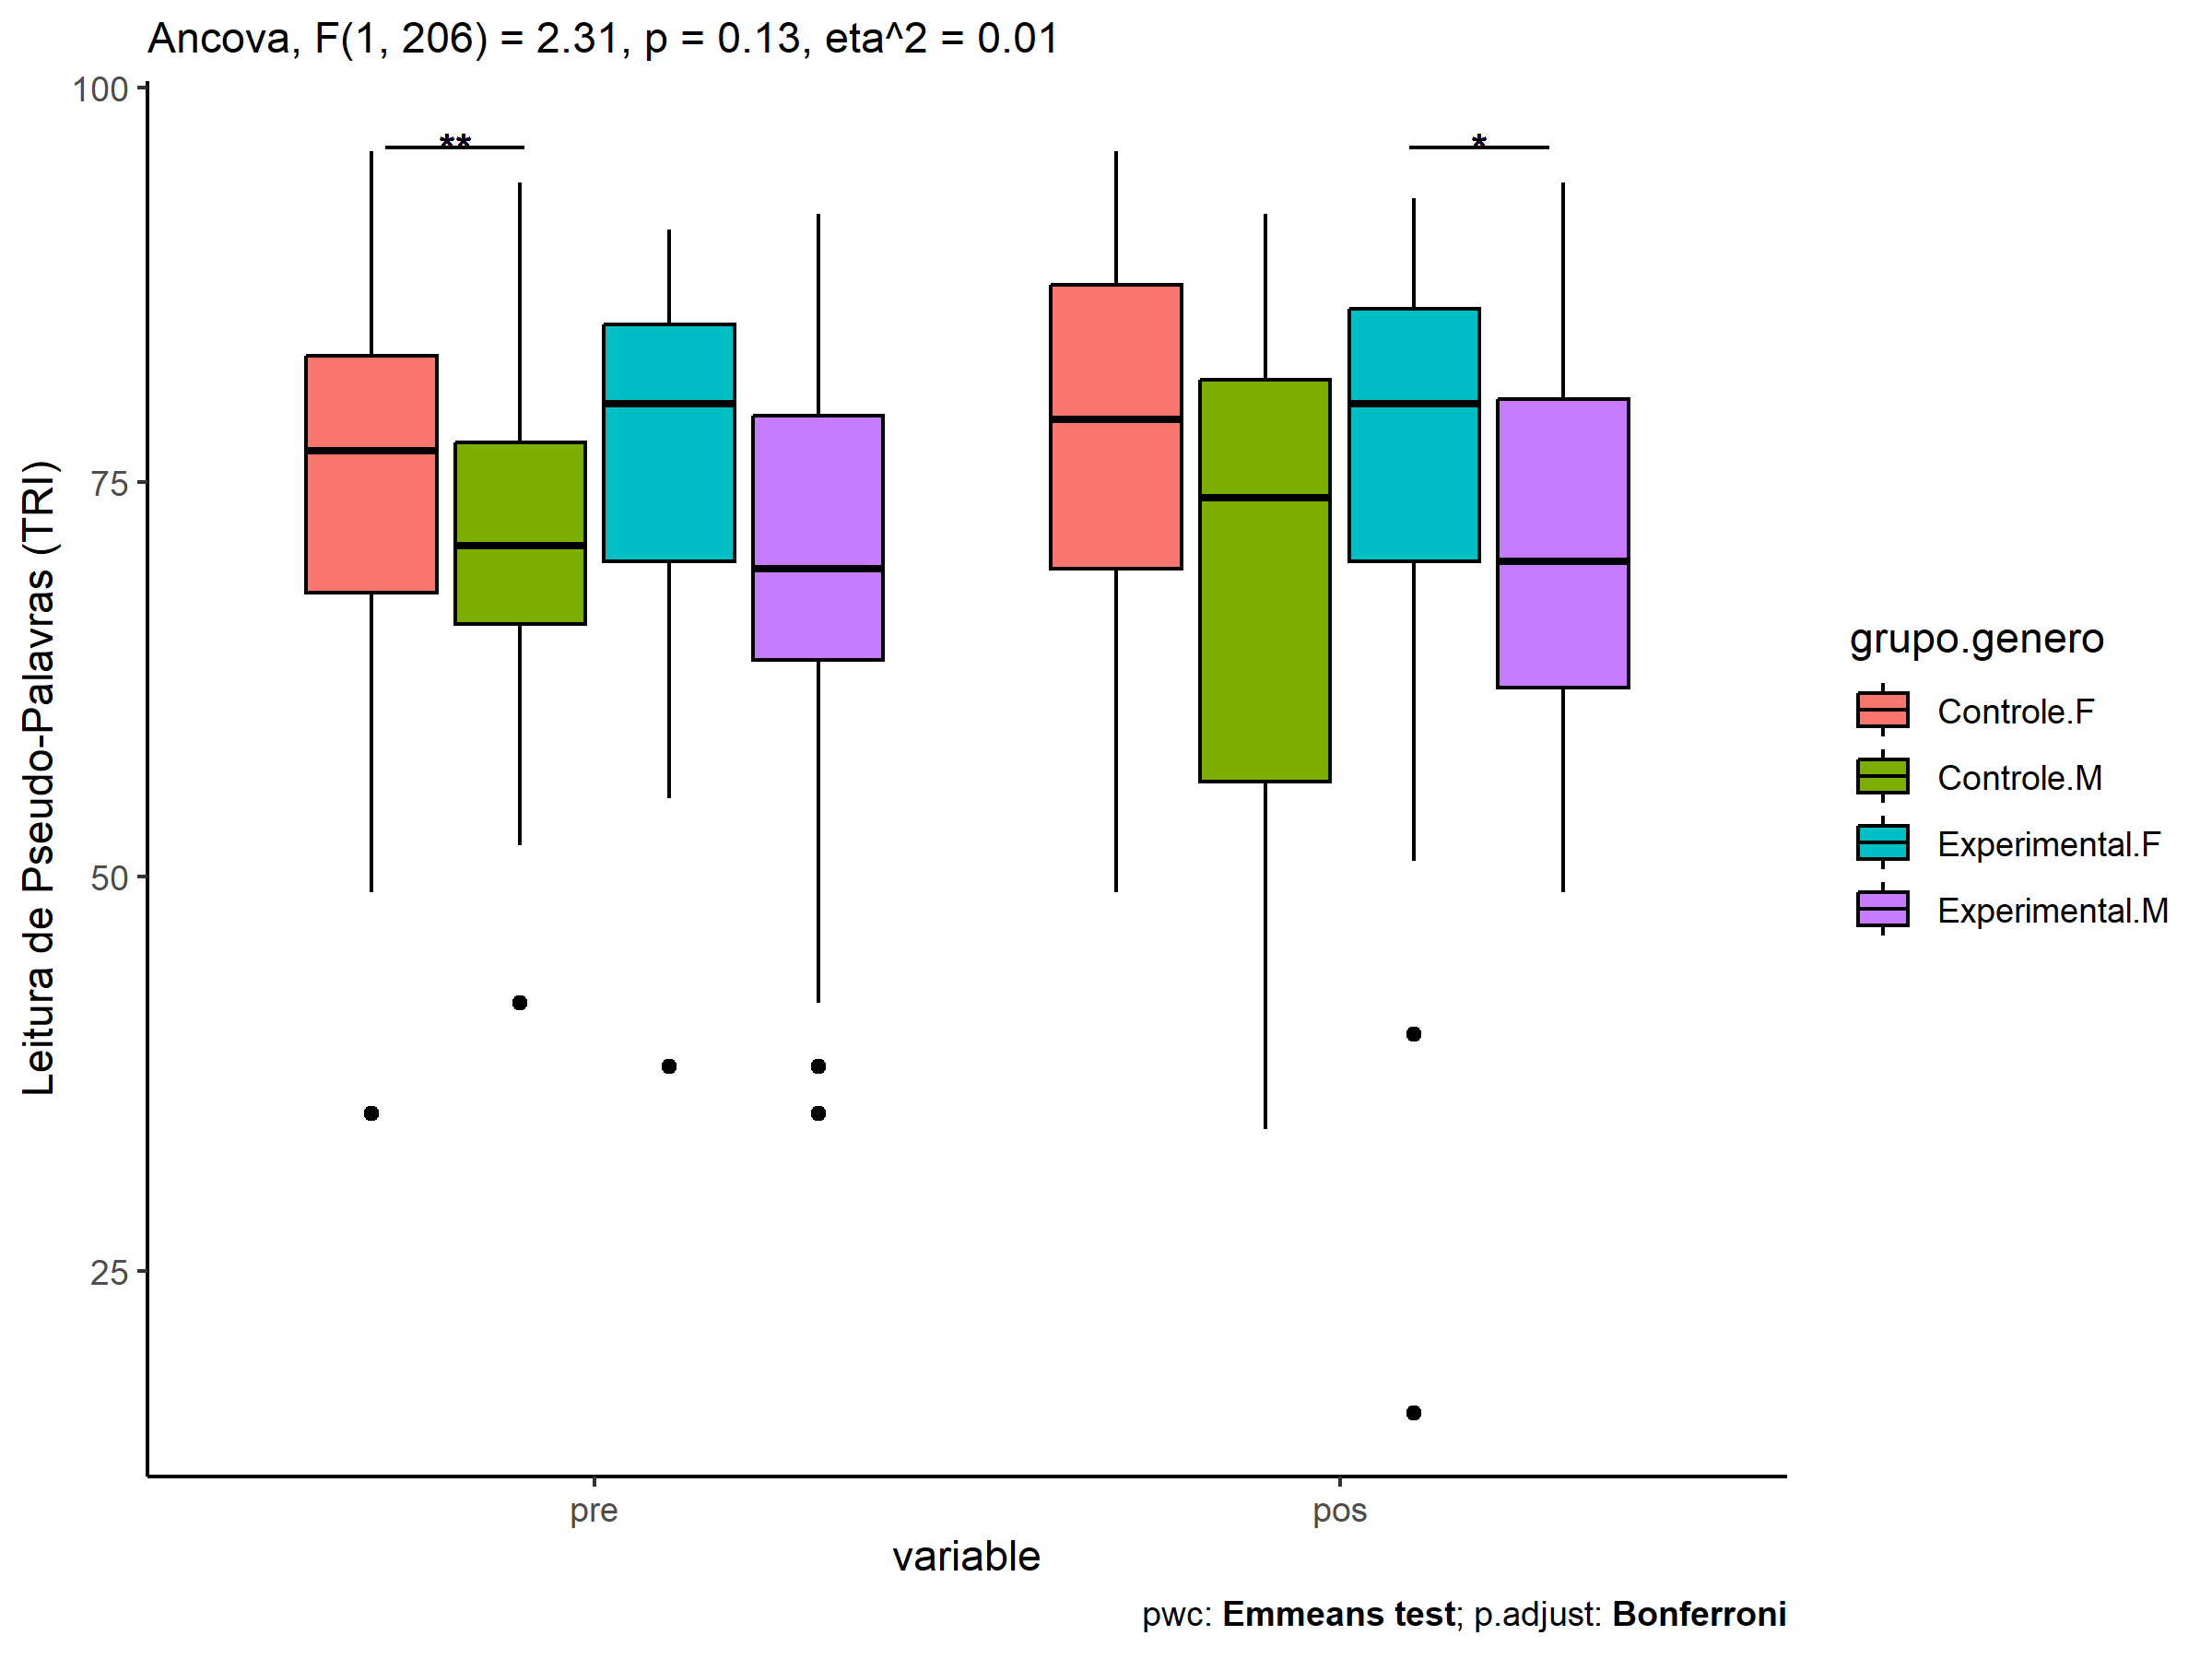 Ancova, F(1, 206) = 2.31, p = 0.13, eta^2 = 0.01
Leitura de Pseudo-Palavras (TRI)
100
75
50
25
**
*
pre
pos
variable
grupo.genero
Controle.F
Controle.M
Experimental.F
Experimental.M
pwc: Emmeans test; p.adjust: Bonferroni